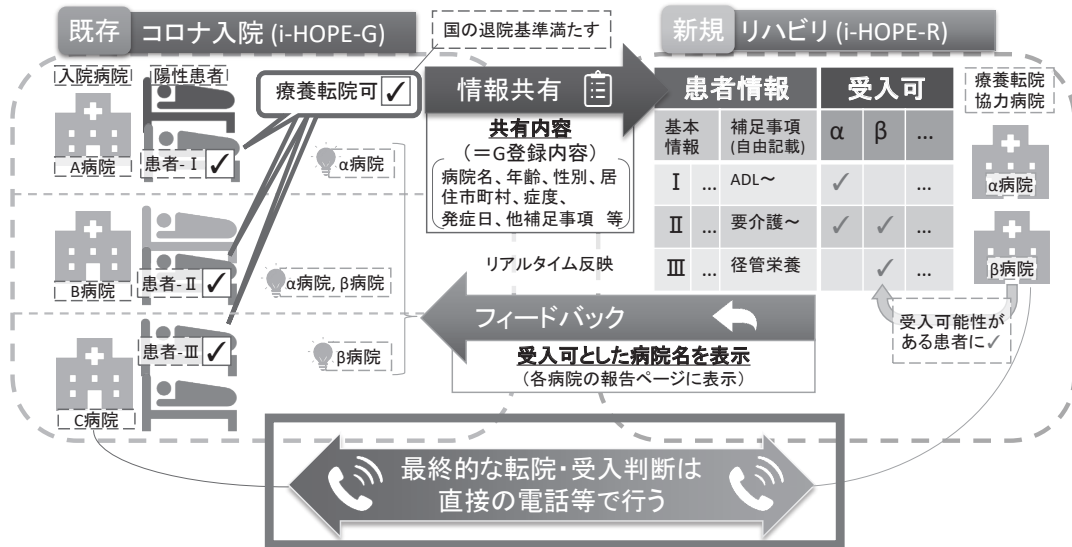 既存 コロナ入院 (i-HOPE-G)
国の退院基準満たす
新規 リハビリ (i-HOPE-R)
入院病院
陽性患者
療養転院可 ✓
A病院
患者-Ⅰ ✓
α病院
B病院
患者-Ⅱ ✓
α病院, β病院
C病院
患者-Ⅲ ✓
β病院
情報共有
共有内容
(=G登録内容)
病院名、年齢、性別、居
住市町村、症度、
発症日、他補足事項 等
リアルタイム反映
フィードバック
受入可とした病院名を表示
(各病院の報告ページに表示)
患者情報 受入可
基本
情報
補足事項
(自由記載)
α β …
Ⅰ … ADL～ ✓ …
Ⅱ … 要介護～ ✓ ✓ …
Ⅲ … 径管栄養 ✓ …
療養転院
協力病院
α病院
β病院
受入可能性が
ある患者に✓
最終的な転院・受入判断は
直接の電話等で行う